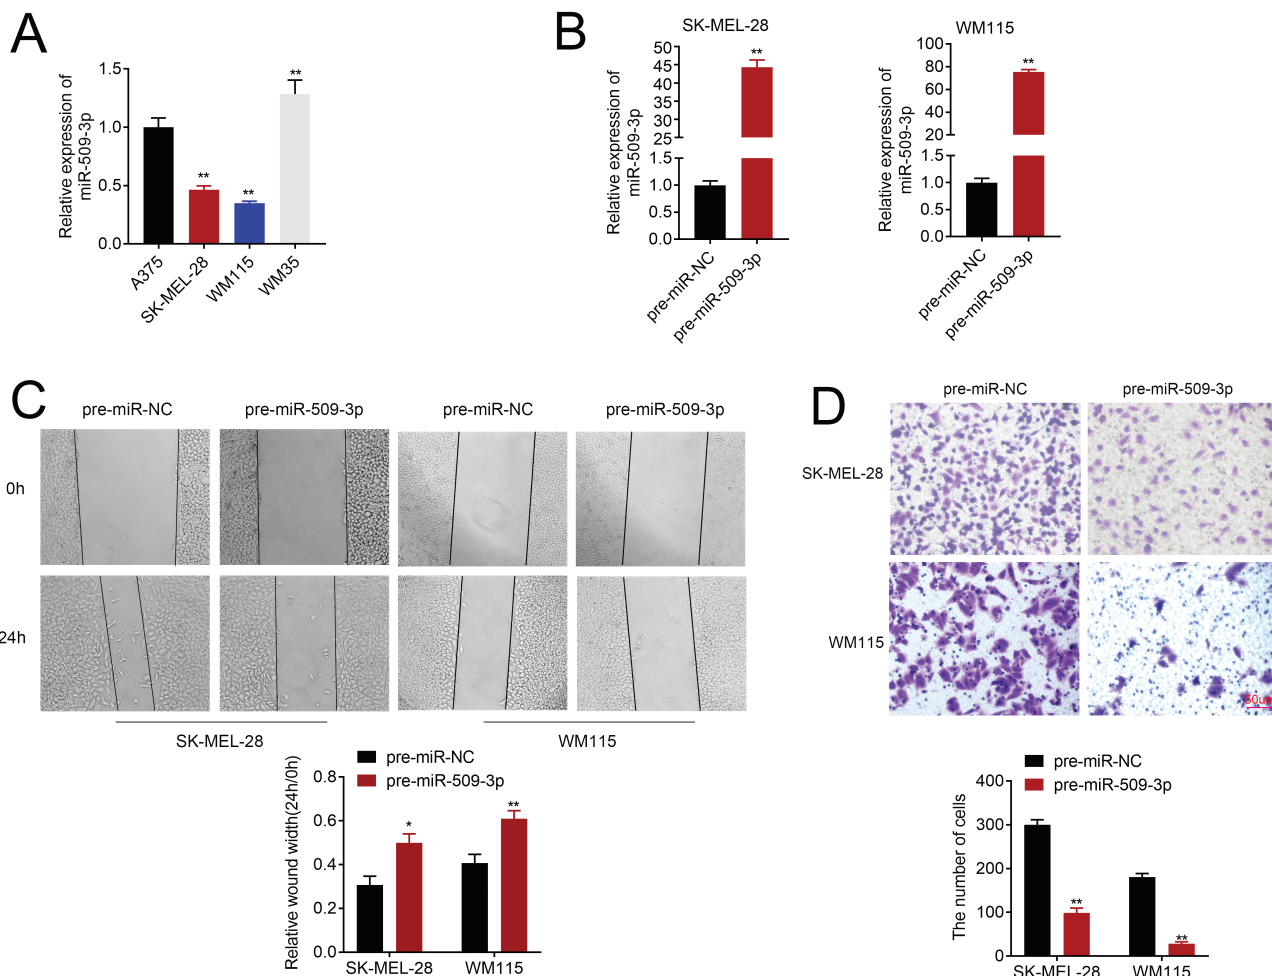 A
Relative expression of
miR-509-3p
1.5
1.0
0.5
0.0
**
**
**
A375
SK-MEL-28
WM115
WM35
B
SK-MEL-28
Relative expression of
miR-509-3p
50
45
40
35
30
25
1.5
1.0
0.5
0.0
**
pre-miR-NC
pre-miR-509-3p
WM115
Relative expression of
miR-509-3p
100
80
60
40
20
1.5
1.0
0.5
0.0
**
pre-miR-NC
pre-miR-509-3p
C
pre-miR-NC pre-miR-509-3p pre-miR-NC pre-miR-509-3p
0h
24h
SK-MEL-28 WM115
pre-miR-NC
pre-miR-509-3p
Relative wound width(24h/0h)
0.8
0.6
0.4
0.2
0.0
*
**
SK-MEL-28 WM115
D
pre-miR-NC pre-miR-509-3p
SK-MEL-28
WM115
pre-miR-NC
pre-miR-509-3p
The number of cells
400
300
200
100
0
**
**
SK-MEL-28 WM115